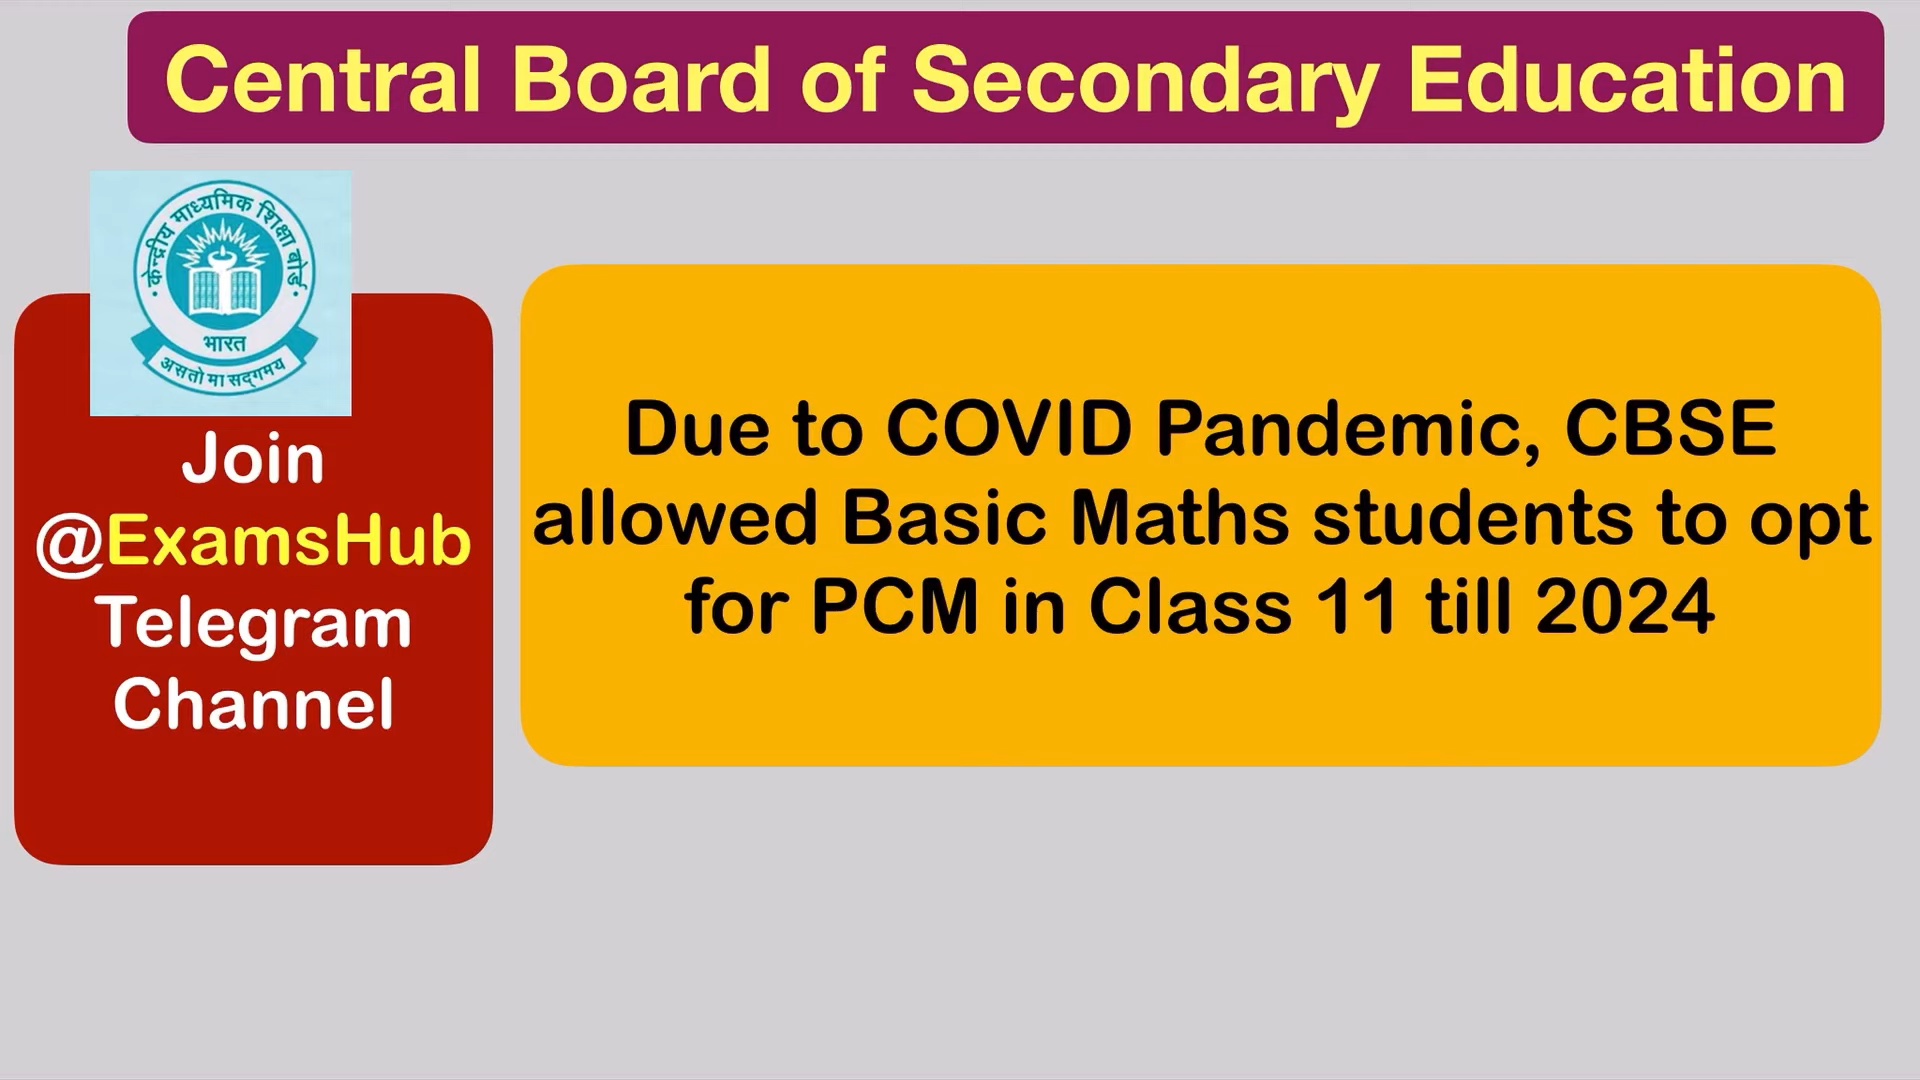 Central Board of Secondary Education
केन्द्रीय माध्यमिक शिक्षा बोर्ड
भारत
असतो मा सद्गमय
Join
@ExamsHub
Telegram
Channel
Due to COVID Pandemic, CBSE
allowed Basic Maths students to opt
for PCM in Class 11 till 2024